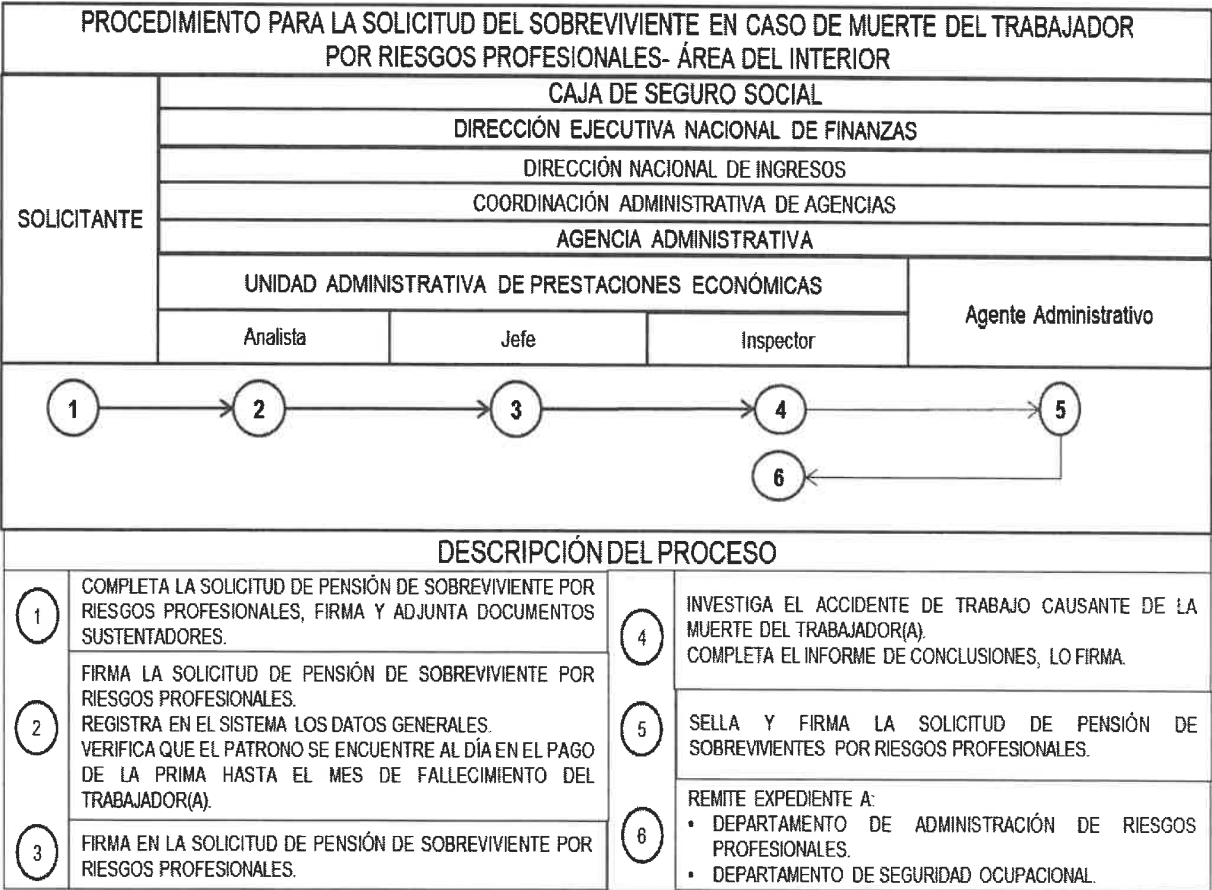 PROCEDIMIENTO PARA LA SOLICITUD DEL SOBREVIVIENTE EN CASO DE MUERTE DEL TRABAJADOR
POR RIESGOS PROFESIONALES- ÁREA DEL INTERIOR
SOLICITANTE
CAJA DE SEGURO SOCIAL
DIRECCIÓN EJECUTIVA NACIONAL DE FINANZAS
DIRECCIÓN NACIONAL DE INGRESOS
COORDINACIÓN ADMINISTRATIVA DE AGENCIAS
AGENCIA ADMINISTRATIVA
UNIDAD ADMINISTRATIVA DE PRESTACIONES ECONÓMICAS
Agente Administrativo
Analista
Jefe
Inspector
1
2
3
4
5
6
DESCRIPCIÓN DEL PROCESO
1
COMPLETA LA SOLICITUD DE PENSIÓN DE SOBREVIVIENTE POR
RIESGOS PROFESIONALES, FIRMA Y ADJUNTA DOCUMENTOS
SUSTENTADORES.
2
FIRMA LA SOLICITUD DE PENSIÓN DE SOBREVIVIENTE POR
RIESGOS PROFESIONALES.
REGISTRA EN EL SISTEMA LOS DATOS GENERALES.
VERIFICA QUE EL PATRONO SE ENCUENTRE AL DÍA EN EL PAGO
DE LA PRIMA HASTA EL MES DE FALLECIMIENTO DEL
TRABAJADOR(A).
3
FIRMA EN LA SOLICITUD DE PENSIÓN DE SOBREVIVIENTE POR
RIESGOS PROFESIONALES.
4
INVESTIGA EL ACCIDENTE DE TRABAJO CAUSANTE DE LA
MUERTE DEL TRABAJADOR(A).
COMPLETA EL INFORME DE CONCLUSIONES, LO FIRMA.
5
SELLA Y FIRMA LA SOLICITUD DE PENSIÓN DE
SOBREVIVIENTES POR RIESGOS PROFESIONALES.
6
REMITE EXPEDIENTE A:
• DEPARTAMENTO DE ADMINISTRACIÓN DE RIESGOS
PROFESIONALES.
• DEPARTAMENTO DE SEGURIDAD OCUPACIONAL.